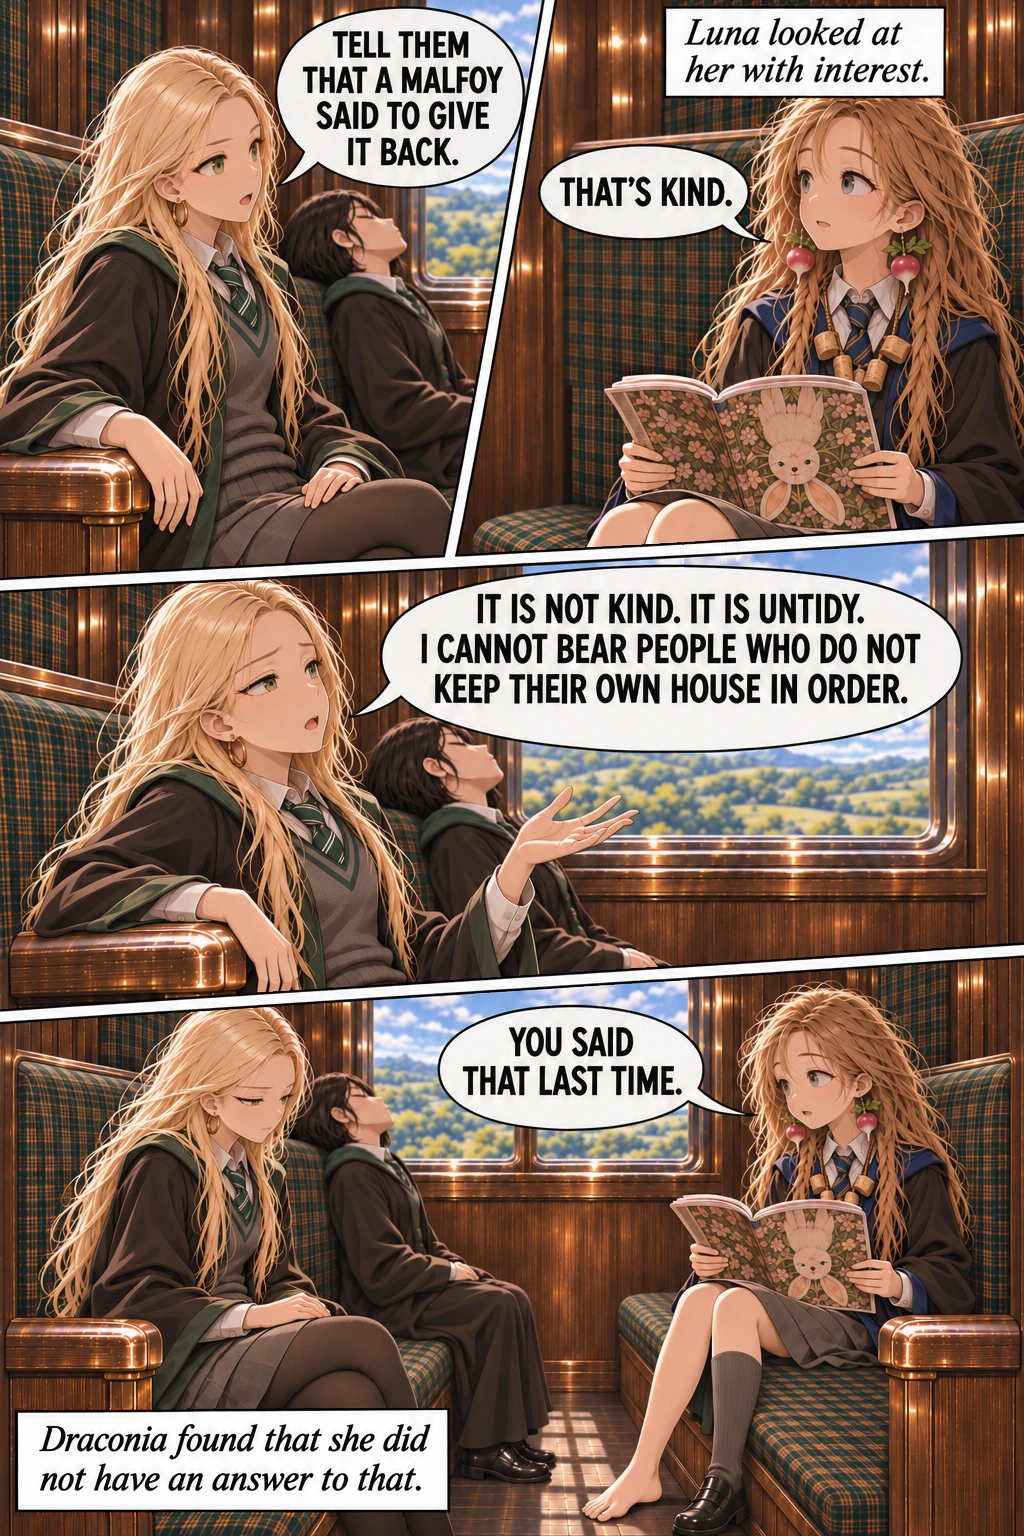 TELL THEM
THAT A MALFOY
SAID TO GIVE
IT BACK.
Luna looked at
her with interest.
THAT'S KIND.
IT IS NOT KIND. IT IS UNTIDY.
I CANNOT BEAR PEOPLE WHO DO NOT
KEEP THEIR OWN HOUSE IN ORDER.
YOU SAID
THAT LAST TIME.
Draconia found that she did
not have an answer to that.